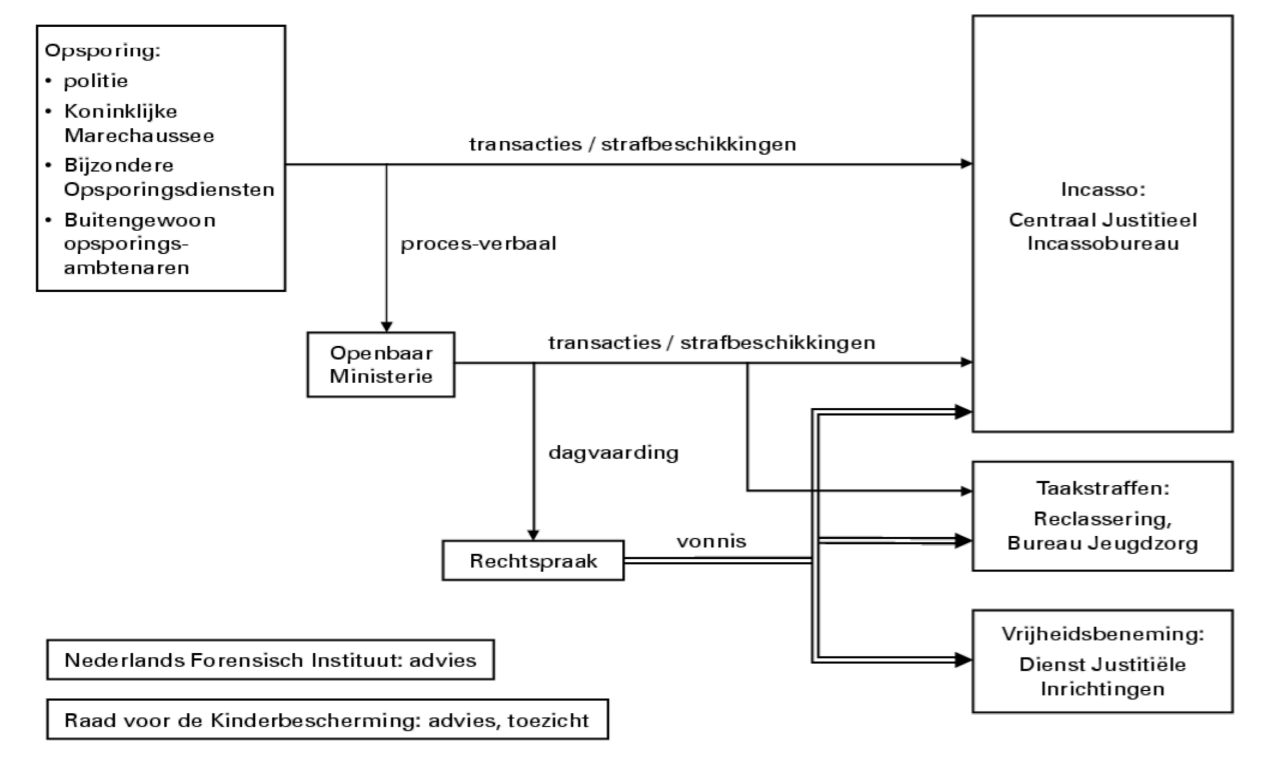 Opsporing:
• politie
• Koninklijke
Marechaussee
• Bijzondere
Opsporingsdiensten
• Buitengewoon
opsporings-
ambtenaren
transacties / strafbeschikkingen
Incasso:
Centraal Justitieel
Incassobureau
proces-verbaal
Openbaar
Ministerie
transacties / strafbeschikkingen
dagvaarding
Taakstraffen:
Reclassering,
Bureau Jeugdzorg
Rechtspraak
vonnis
Vrijheidsbeneming:
Dienst Justitiële
Inrichtingen
Nederlands Forensisch Instituut: advies
Raad voor de Kinderbescherming: advies, toezicht